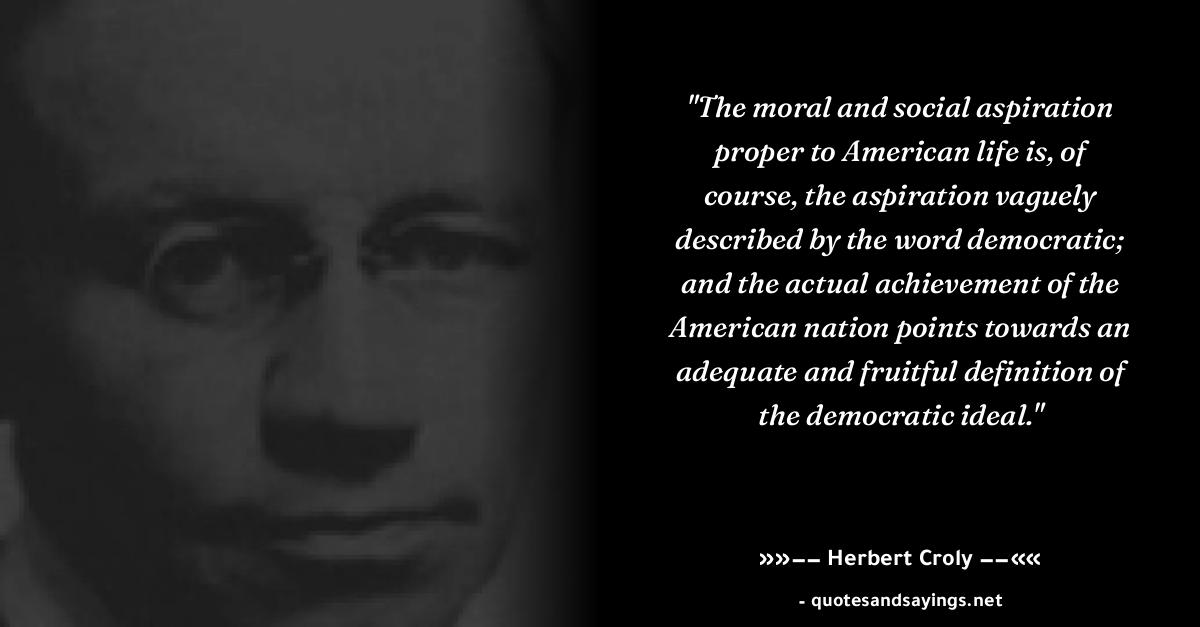 "The moral and social aspiration
proper to American life is, of
course, the aspiration vaguely
described by the word democratic;
and the actual achievement of the
American nation points towards an
adequate and fruitful definition of
the democratic ideal."
»»–– Herbert Croly ––««
- quotesandsayings.net